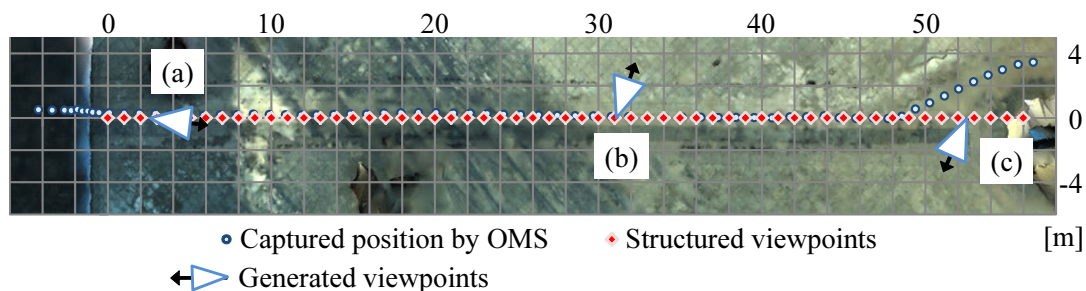 0 10 20 30 40 50
(a)
4
0
(b)
(c)
-4
Captured position by OMS Structured viewpoints [m]
Generated viewpoints